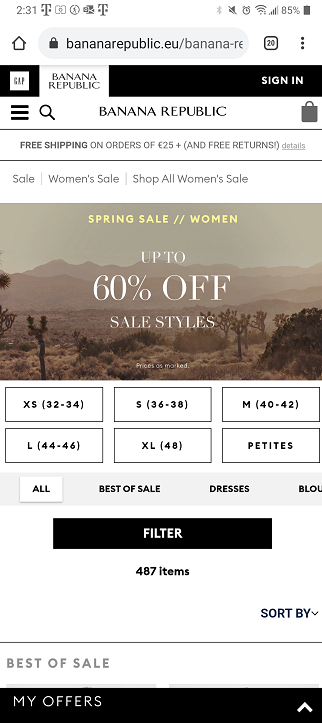 2:31
85%
bananarepublic.eu/banana-re
20
GAP
BANANA
REPUBLIC
SIGN IN
BANANA REPUBLIC
FREE SHIPPING ON ORDERS OF €25 + (AND FREE RETURNS!) details
Sale | Women's Sale | Shop All Women's Sale
SPRING SALE // WOMEN
UP TO
60% OFF
SALE STYLES
Prices as marked.
XS (32-34)
S (36-38)
M (40-42)
L (44-46)
XL (48)
PETITES
ALL
BEST OF SALE
DRESSES
BLOU
FILTER
487 items
SORT BY
BEST OF SALE
MY OFFERS